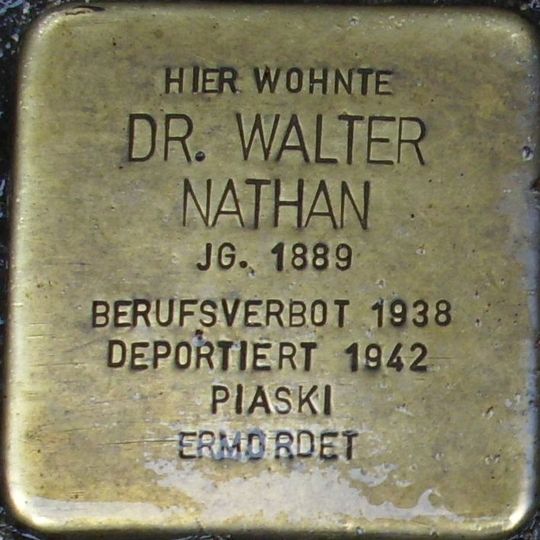 HIER WOHNTE
DR. WALTER
NATHAN
JG. 1889
BERUFSVERBOT 1938
DEPORTIERT 1942
PIASKI
ERMORDET